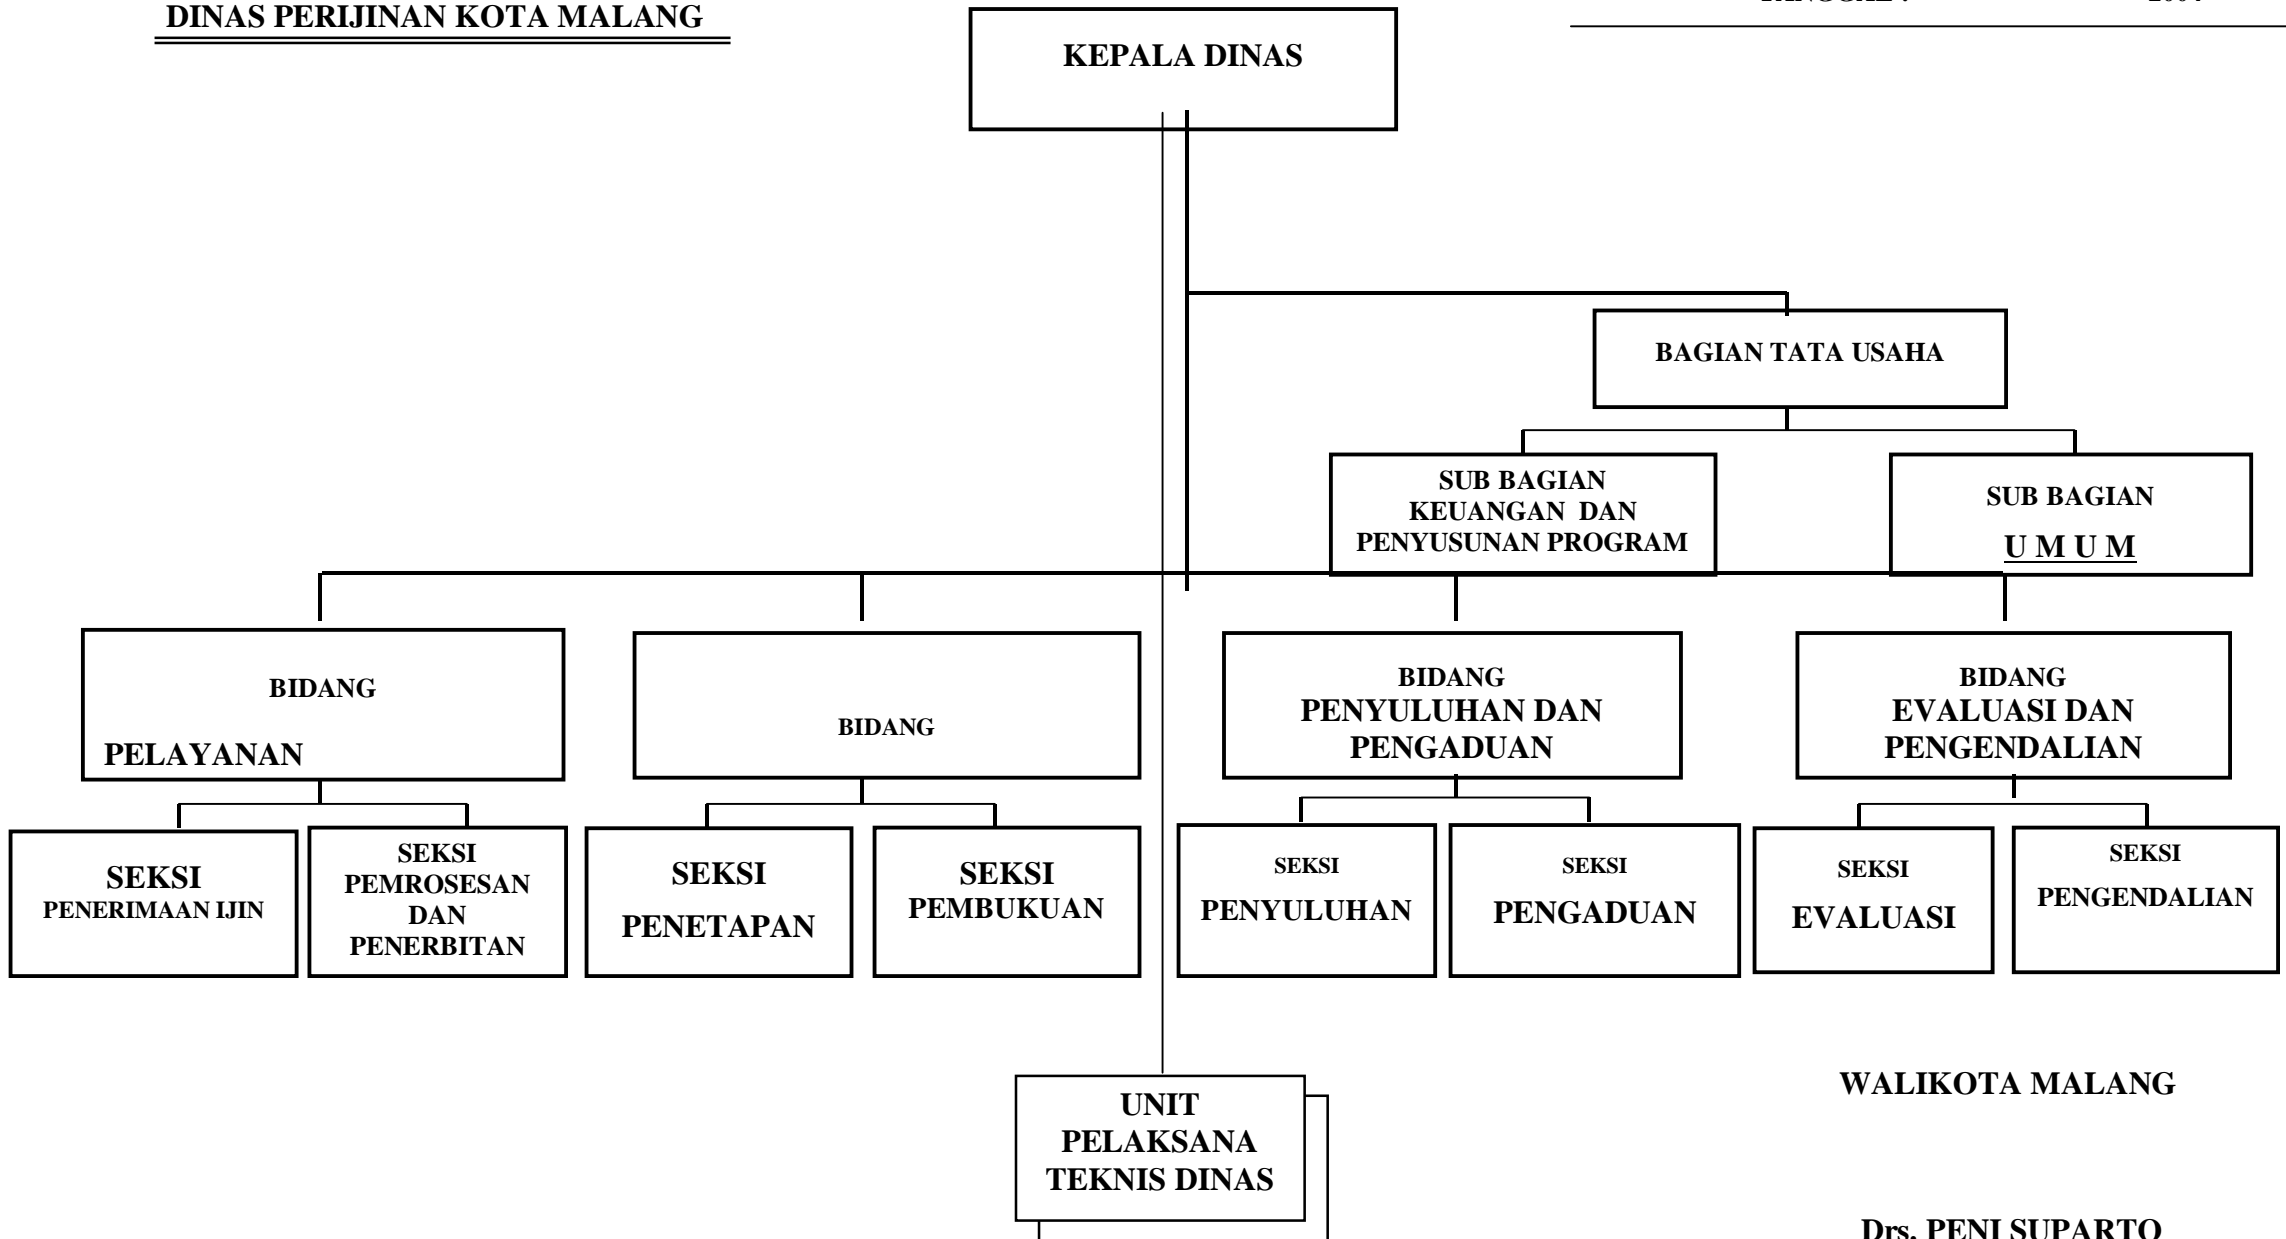 DINAS PERIJINAN KOTA MALANG
KEPALA DINAS
BAGIAN TATA USAHA
SUB BAGIAN
KEUANGAN DAN
PENYUSUNAN PROGRAM
SUB BAGIAN
U M U M
BIDANG
PELAYANAN
BIDANG
BIDANG
PENYULUHAN DAN
PENGADUAN
BIDANG
EVALUASI DAN
PENGENDALIAN
SEKSI
PENERIMAAN IJIN
SEKSI
PEMROSESAN
DAN
PENERBITAN
SEKSI
PENETAPAN
SEKSI
PEMBUKUAN
SEKSI
PENYULUHAN
SEKSI
PENGADUAN
SEKSI
EVALUASI
SEKSI
PENGENDALIAN
UNIT
PELAKSANA
TEKNIS DINAS
WALIKOTA MALANG
Drs. PENI SUPARTO